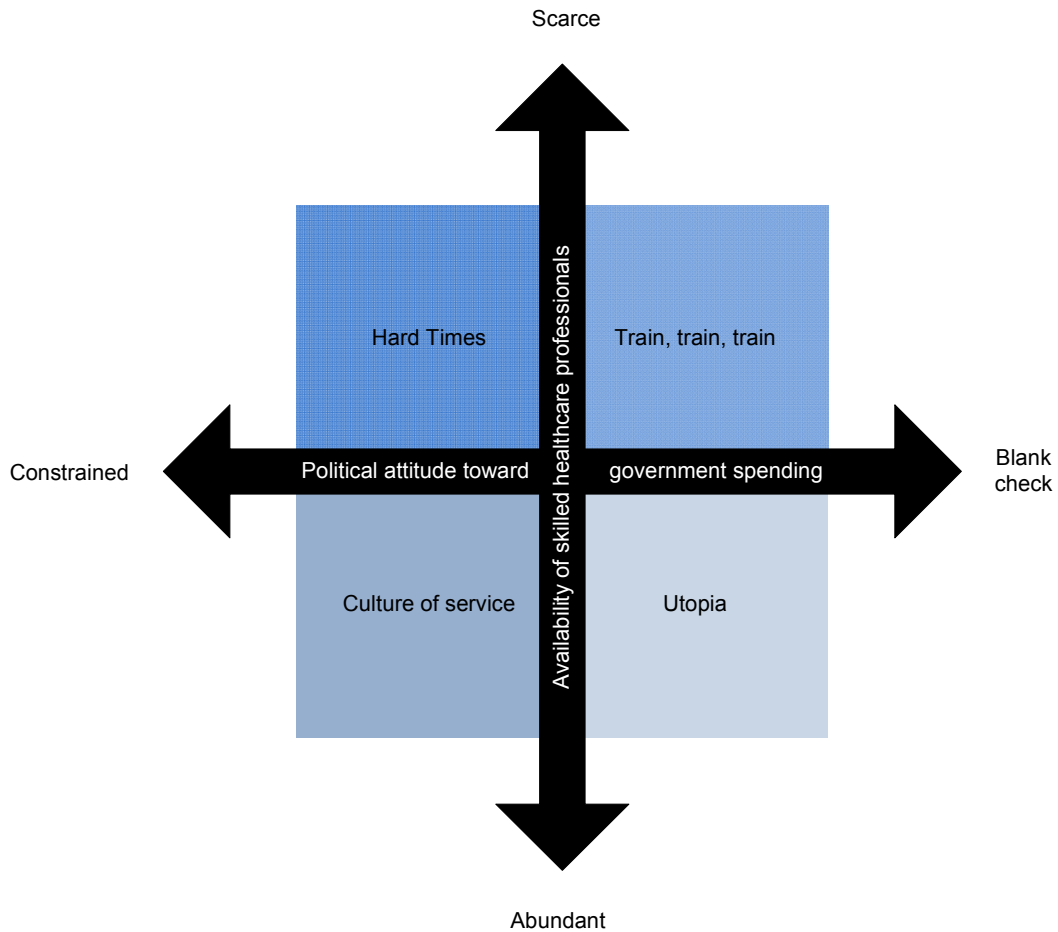 Scarce
Availability of skilled healthcare professionals
Hard Times
Train, train, train
Constrained
Political attitude toward government spending
Blank
check
Culture of service
Utopia
Abundant